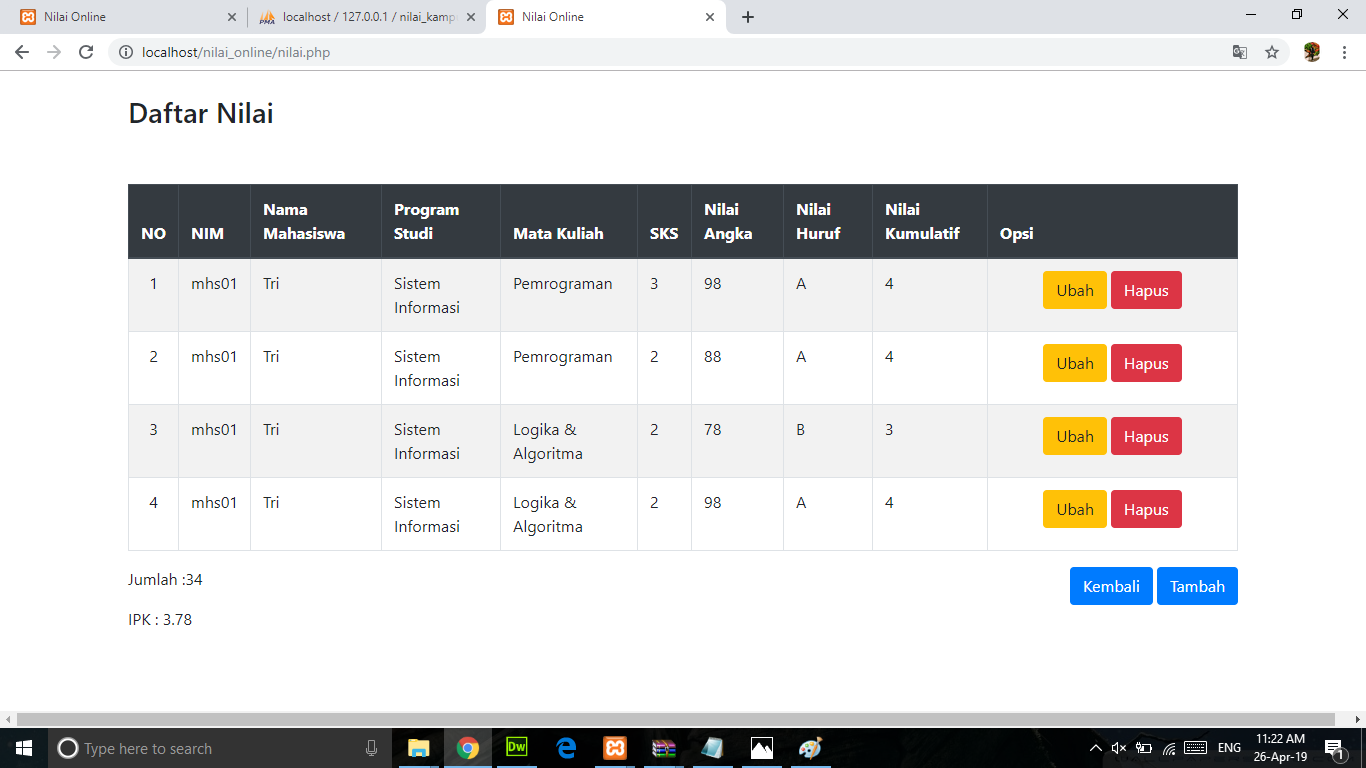 Nilai Online
localhost / 127.0.0.1 / nilai_kamp
Nilai Online
localhost/nilai_online/nilai.php
Daftar Nilai
NO NIM Nama Mahasiswa Program Studi Mata Kuliah SKS Nilai Angka Nilai Huruf Nilai Kumulatif Opsi
1 mhs01 Tri Sistem Informasi Pemrograman 3 98 A 4 Ubah Hapus
2 mhs01 Tri Sistem Informasi Pemrograman 2 88 A 4 Ubah Hapus
3 mhs01 Tri Sistem Informasi Logika & Algoritma 2 78 B 3 Ubah Hapus
4 mhs01 Tri Sistem Informasi Logika & Algoritma 2 98 A 4 Ubah Hapus
Jumlah :34
Kembali Tambah
IPK : 3.78
Type here to search
Dw
ENG
11:22 AM
26-Apr-19
1